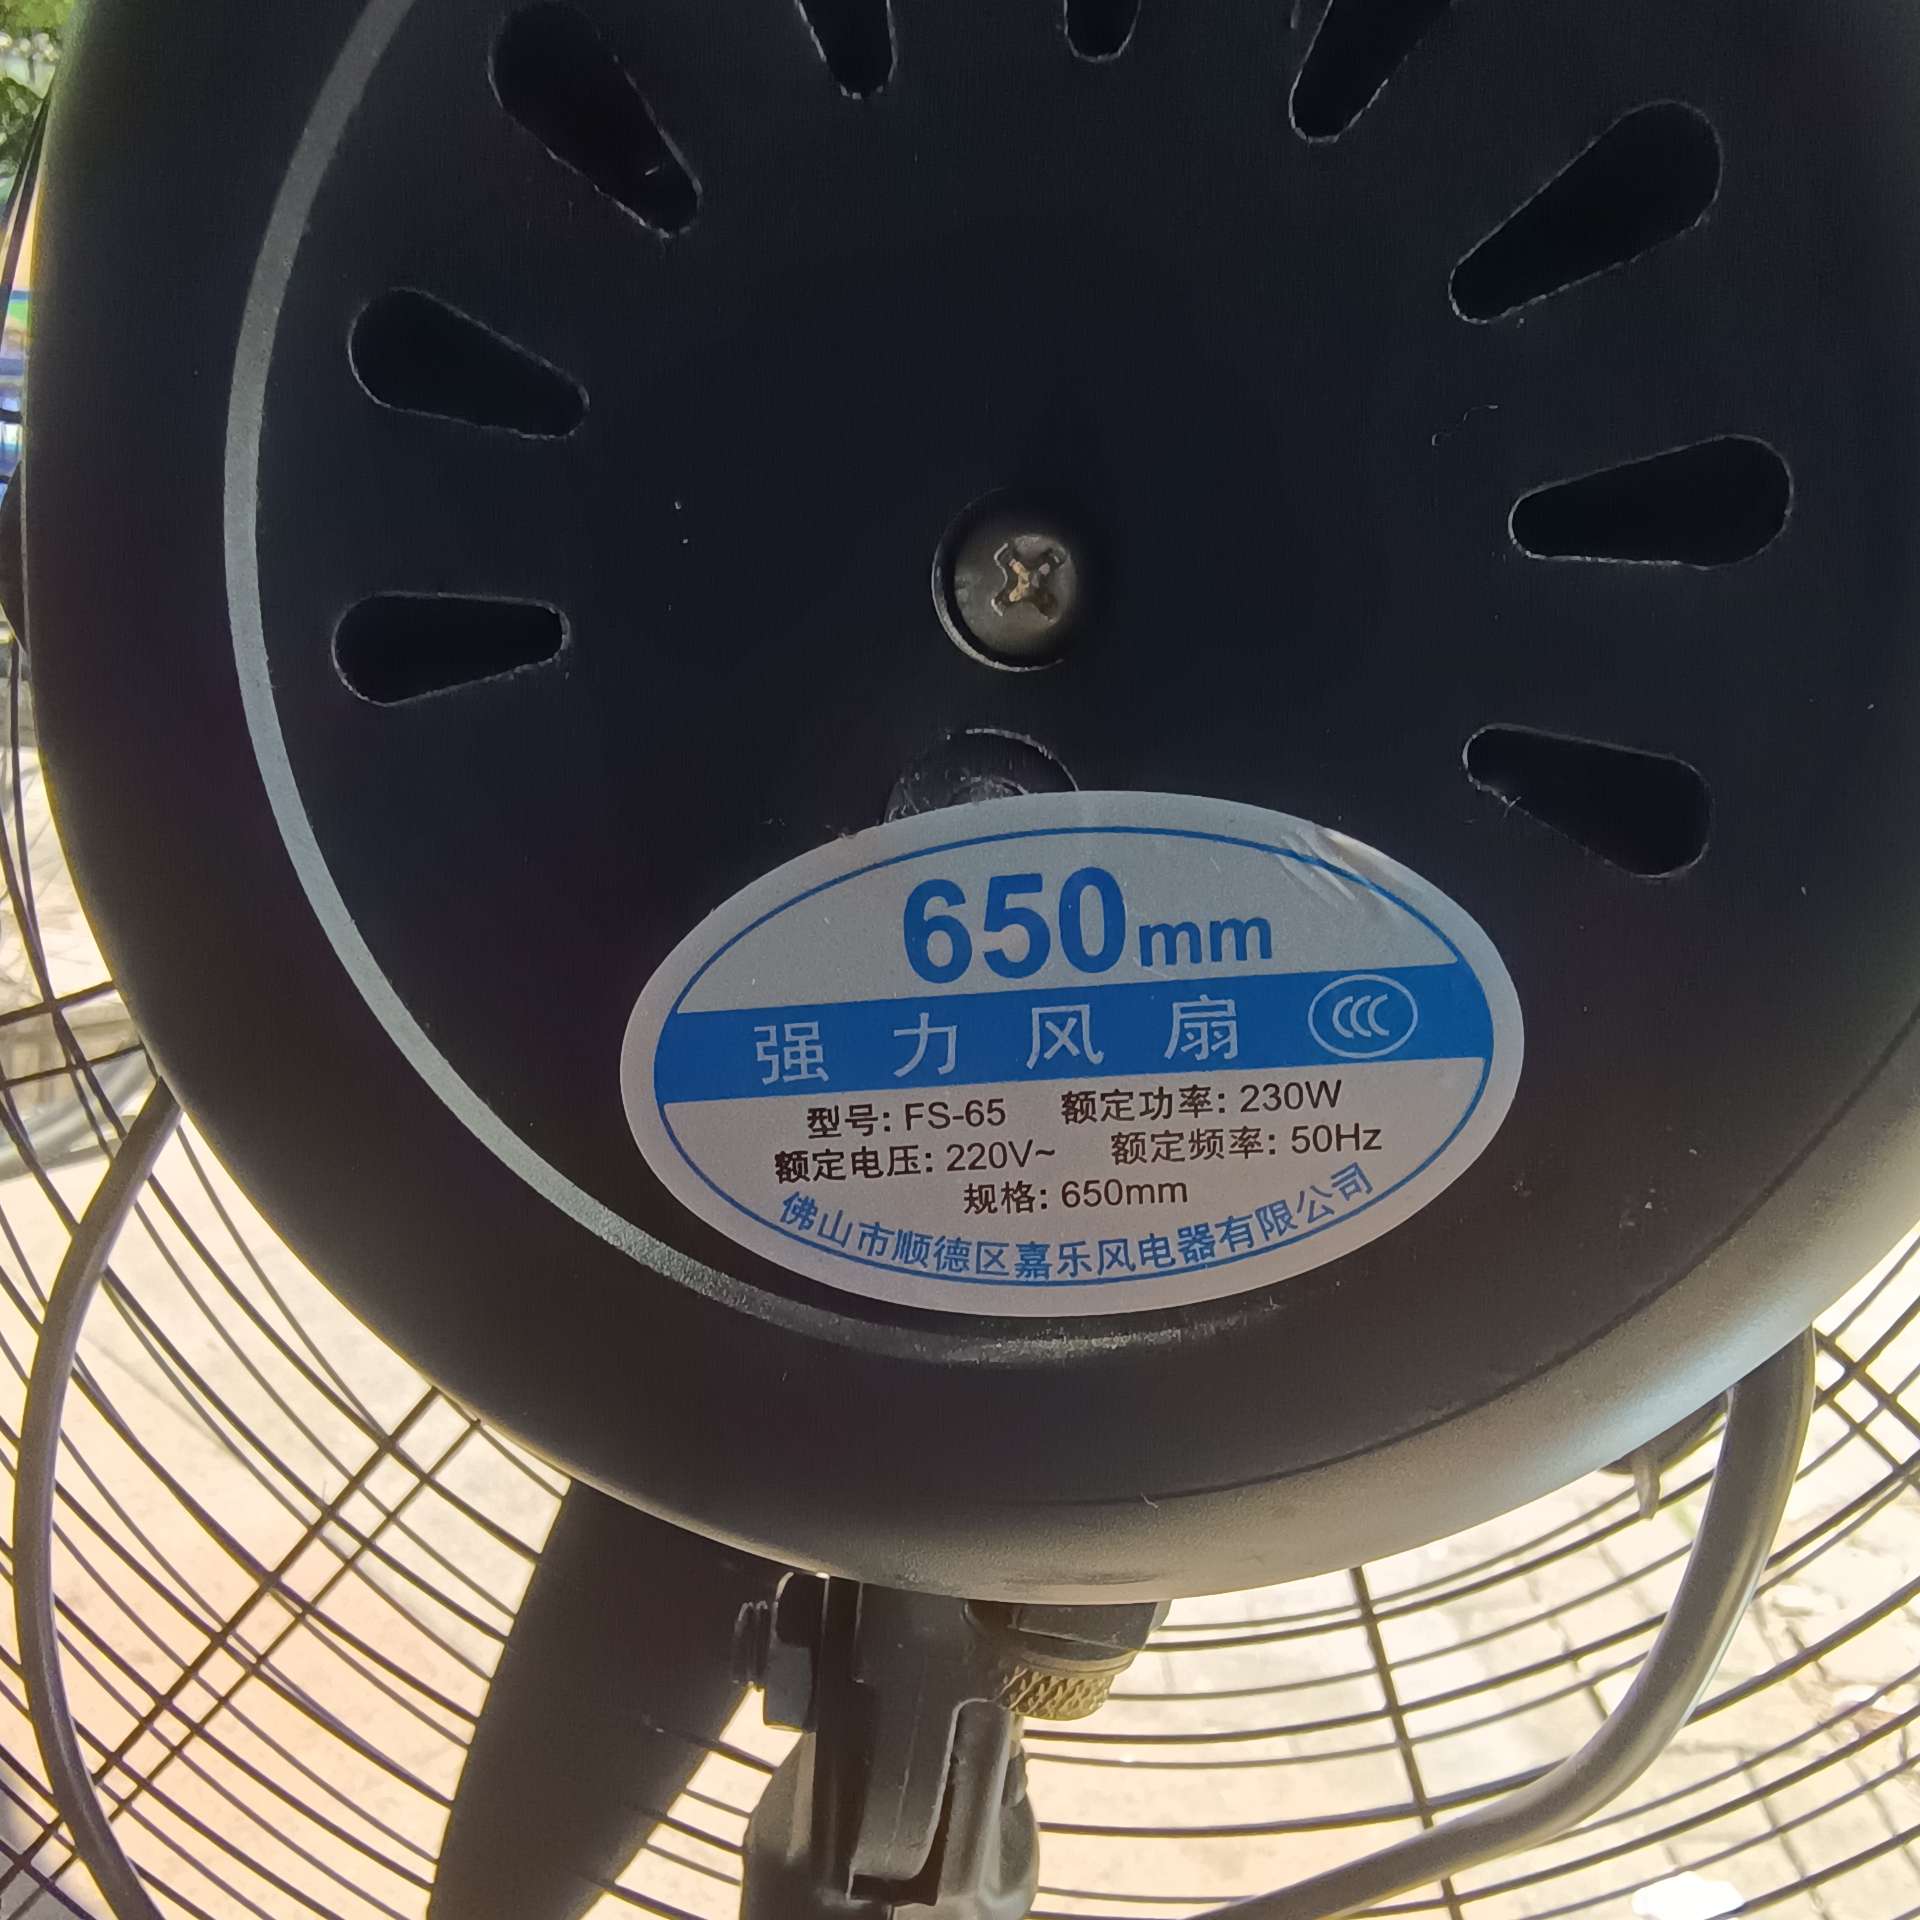 650mm
强力风扇
型号: FS-65 额定功率: 230W
额定电压: 220V~ 额定频率: 50Hz
规格: 650mm
佛山市顺德区嘉乐风电器有限公司